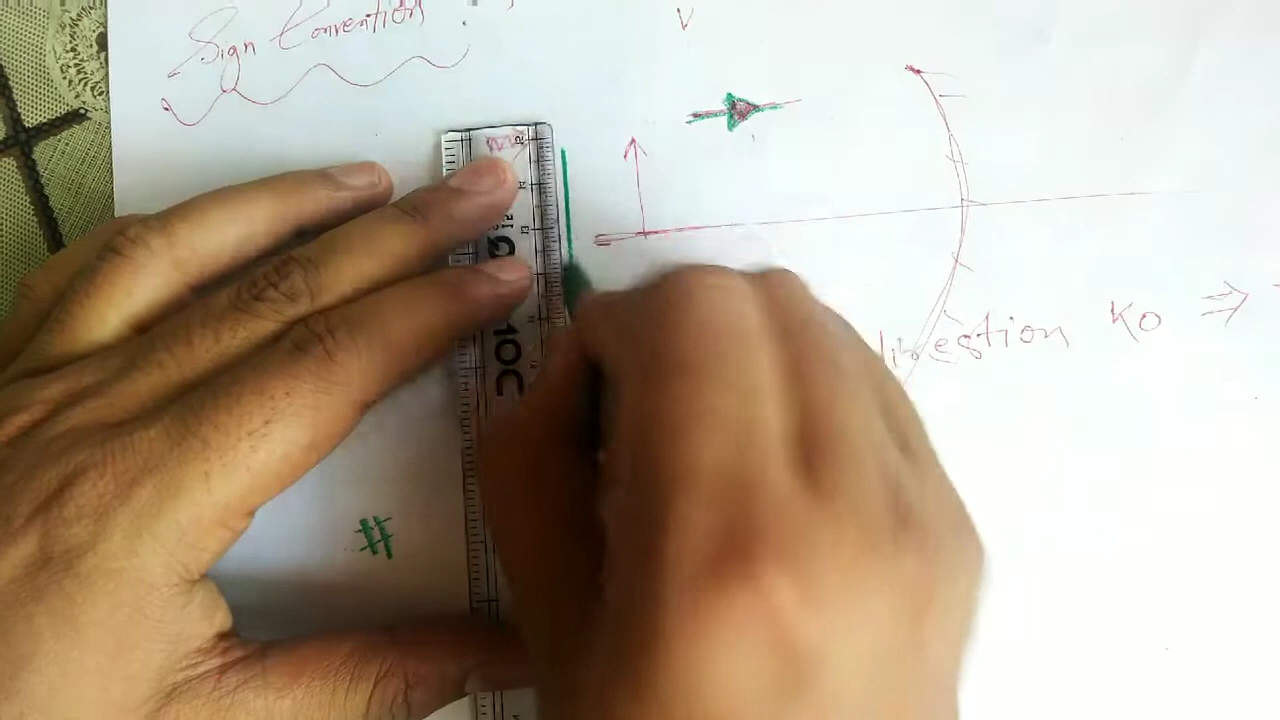 Sign Convention :
V
direction Ko ⇒
#